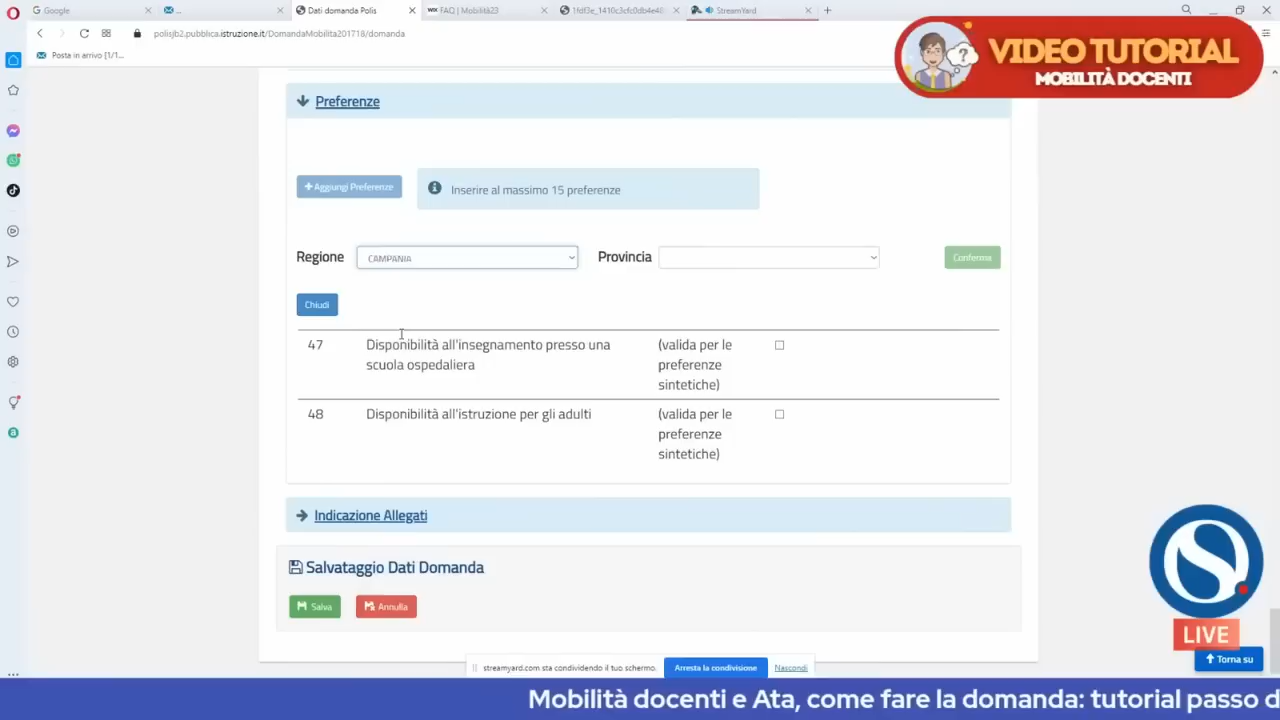 Google
...
Dati domanda Polis
WX FAQ | Mobilità23
StreamYard
polisjb2.pubblica.istruzione.it/DomandaMobilita201718/domanda
Posta in arrivo [1/1...
VIDEO TUTORIAL
MOBILITÀ DOCENTI
Preferenze
Aggiungi Preferenze
Inserire al massimo 15 preferenze
Regione
CAMPANIA
Provincia
Conferma
Chiudi
47 Disponibilità all'insegnamento presso una (valida per le
scuola ospedaliera preferenze
sintetiche)
48 Disponibilità all'istruzione per gli adulti (valida per le
preferenze
sintetiche)
Indicazione Allegati
Salvataggio Dati Domanda
Salva
Annulla
LIVE
Torna su
streamyard.com sta condividendo il tuo schermo.
Arresta la condivisione
Nascondi
Mobilità docenti e Ata, come fare la domanda: tutorial passo d